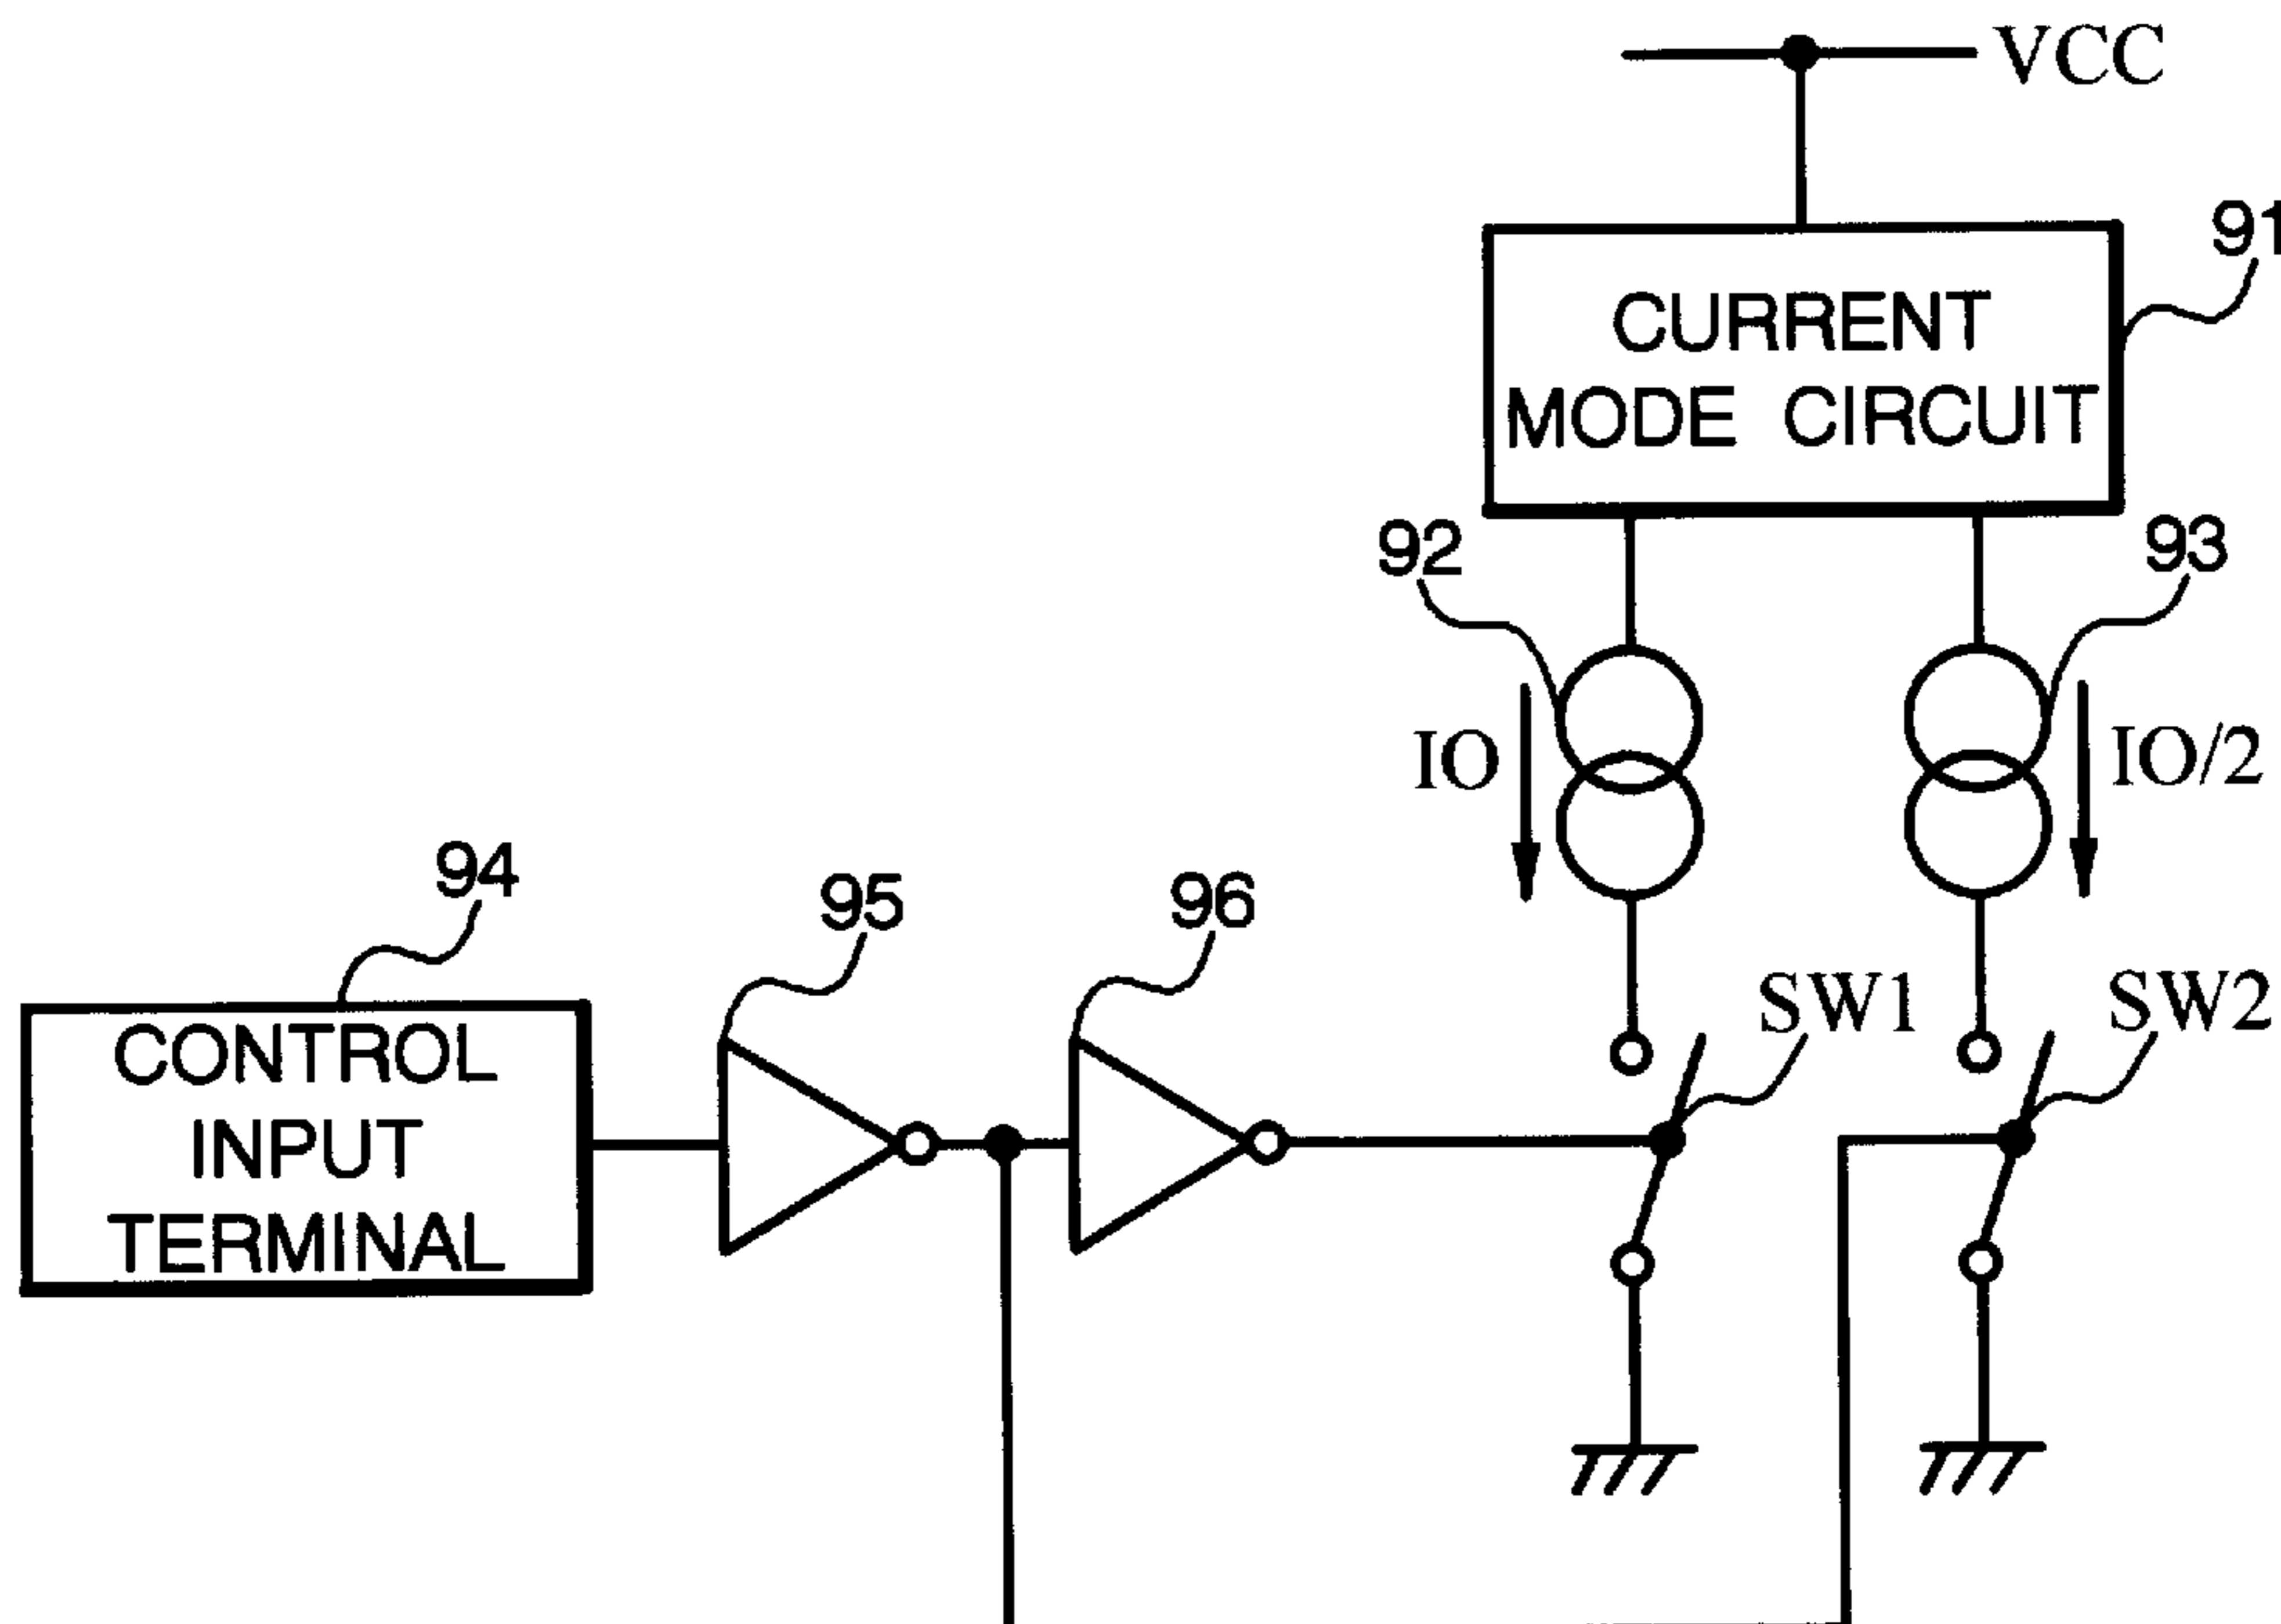 VCC
91
CURRENT
MODE CIRCUIT
92
93
IO
IO/2
94
95
96
SW1
SW2
CONTROL
INPUT
TERMINAL